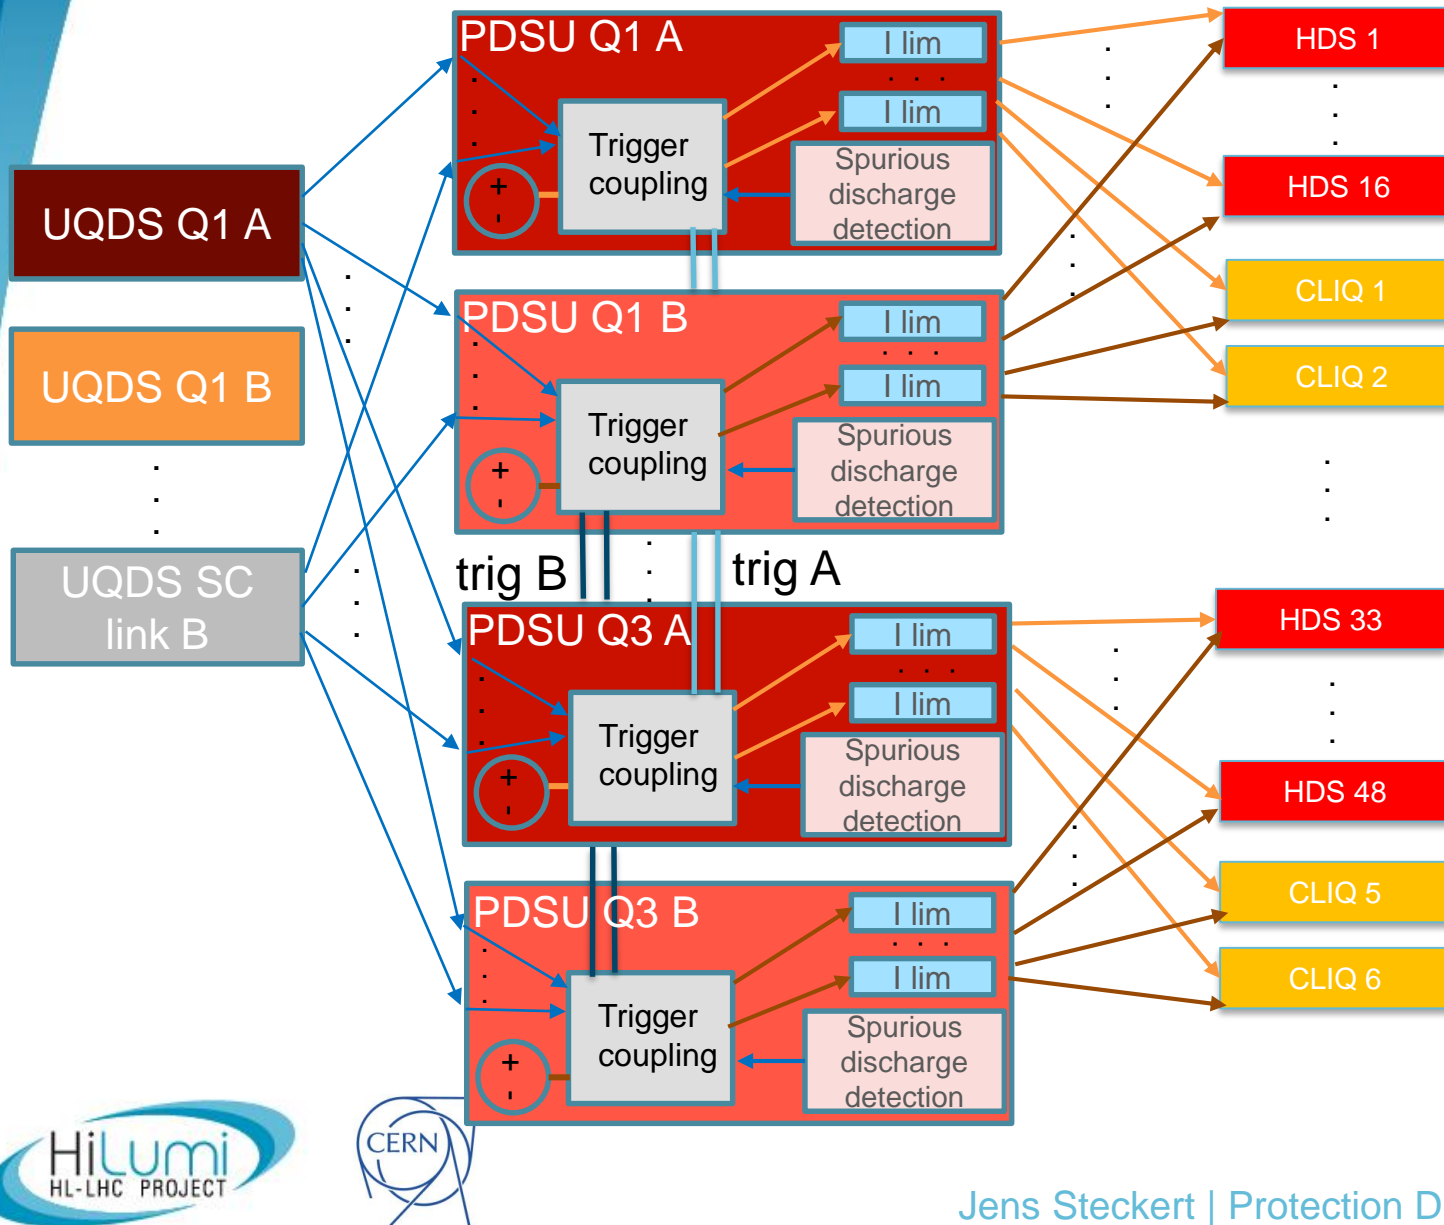 PDSU Q1 A
I lim
. . .
I lim
Trigger
coupling
+
-
Spurious
discharge
detection
HDS 1
HDS 16
CLIQ 1
CLIQ 2
UQDS Q1 A
UQDS Q1 B
UQDS SC
link B
PDSU Q1 B
I lim
. . .
I lim
Trigger
coupling
+
-
Spurious
discharge
detection
trig B
trig A
PDSU Q3 A
I lim
. . .
I lim
Trigger
coupling
+
-
Spurious
discharge
detection
HDS 33
HDS 48
CLIQ 5
CLIQ 6
PDSU Q3 B
I lim
. . .
I lim
Trigger
coupling
+
-
Spurious
discharge
detection
HiLumi
HL-LHC PROJECT
CERN
Jens Steckert | Protection D